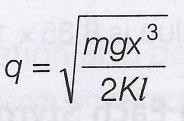 q = √(mgx³ / 2Kl)